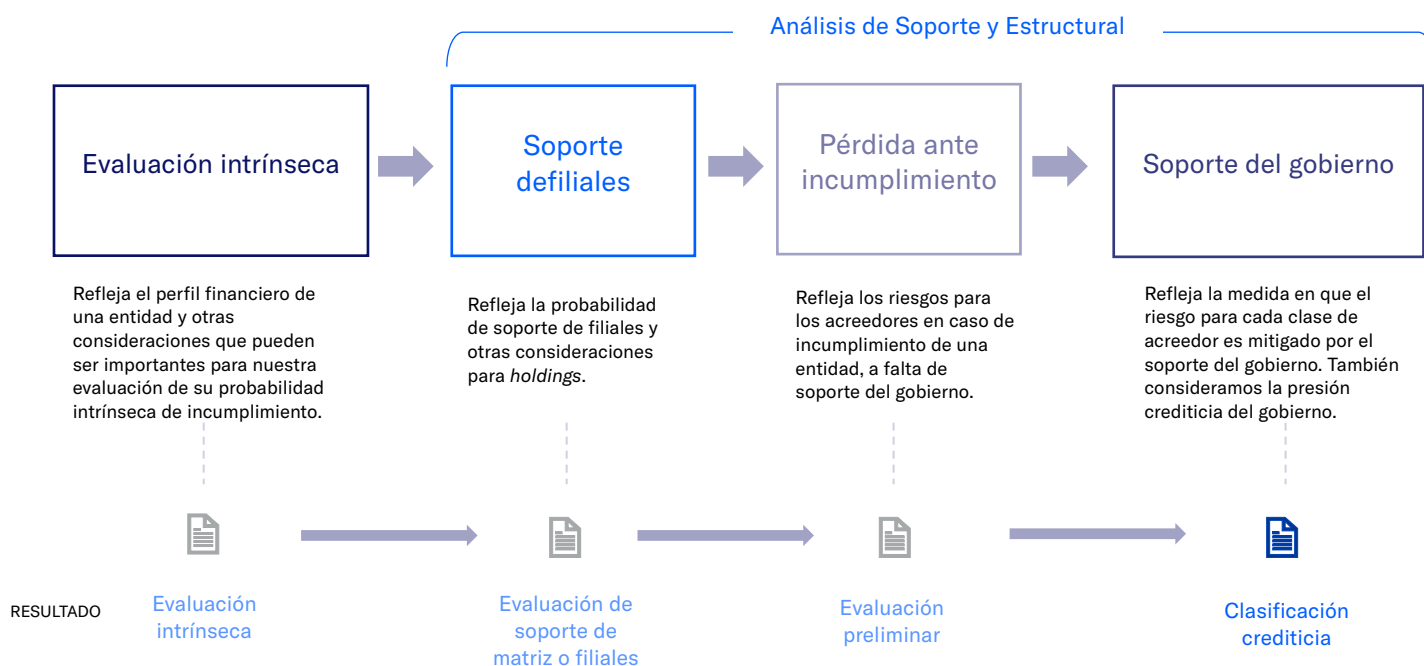 Análisis de Soporte y Estructural
Evaluación intrínseca
Soporte
defiliales
Pérdida ante
incumplimiento
Soporte del gobierno
Refleja el perfil financiero de
una entidad y otras
consideraciones que pueden
ser importantes para nuestra
evaluación de su probabilidad
intrínseca de incumplimiento.
Refleja la probabilidad
de soporte de filiales y
otras consideraciones
para holdings.
Refleja los riesgos para
los acreedores en caso de
incumplimiento de una
entidad, a falta de
soporte del gobierno.
Refleja la medida en que el
riesgo para cada clase de
acreedor es mitigado por el
soporte del gobierno. También
consideramos la presión
crediticia del gobierno.
RESULTADO
Evaluación
intrínseca
Evaluación de
soporte de
matriz o filiales
Evaluación
preliminar
Clasificación
crediticia